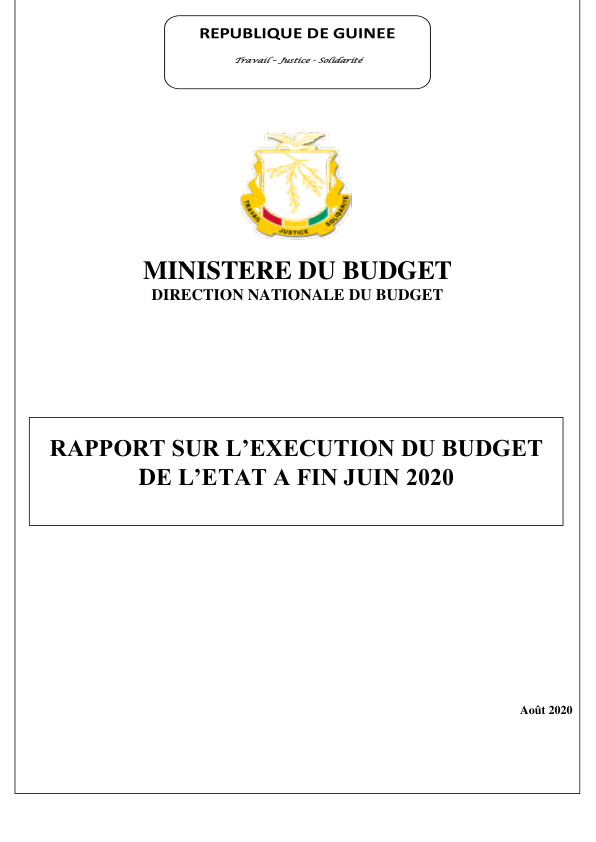 REPUBLIQUE DE GUINEE
Travail – Justice - Solidarité
TRAVAIL JUSTICE SOLIDARITE
MINISTERE DU BUDGET
DIRECTION NATIONALE DU BUDGET
RAPPORT SUR L’EXECUTION DU BUDGET
DE L’ETAT A FIN JUIN 2020
Août 2020